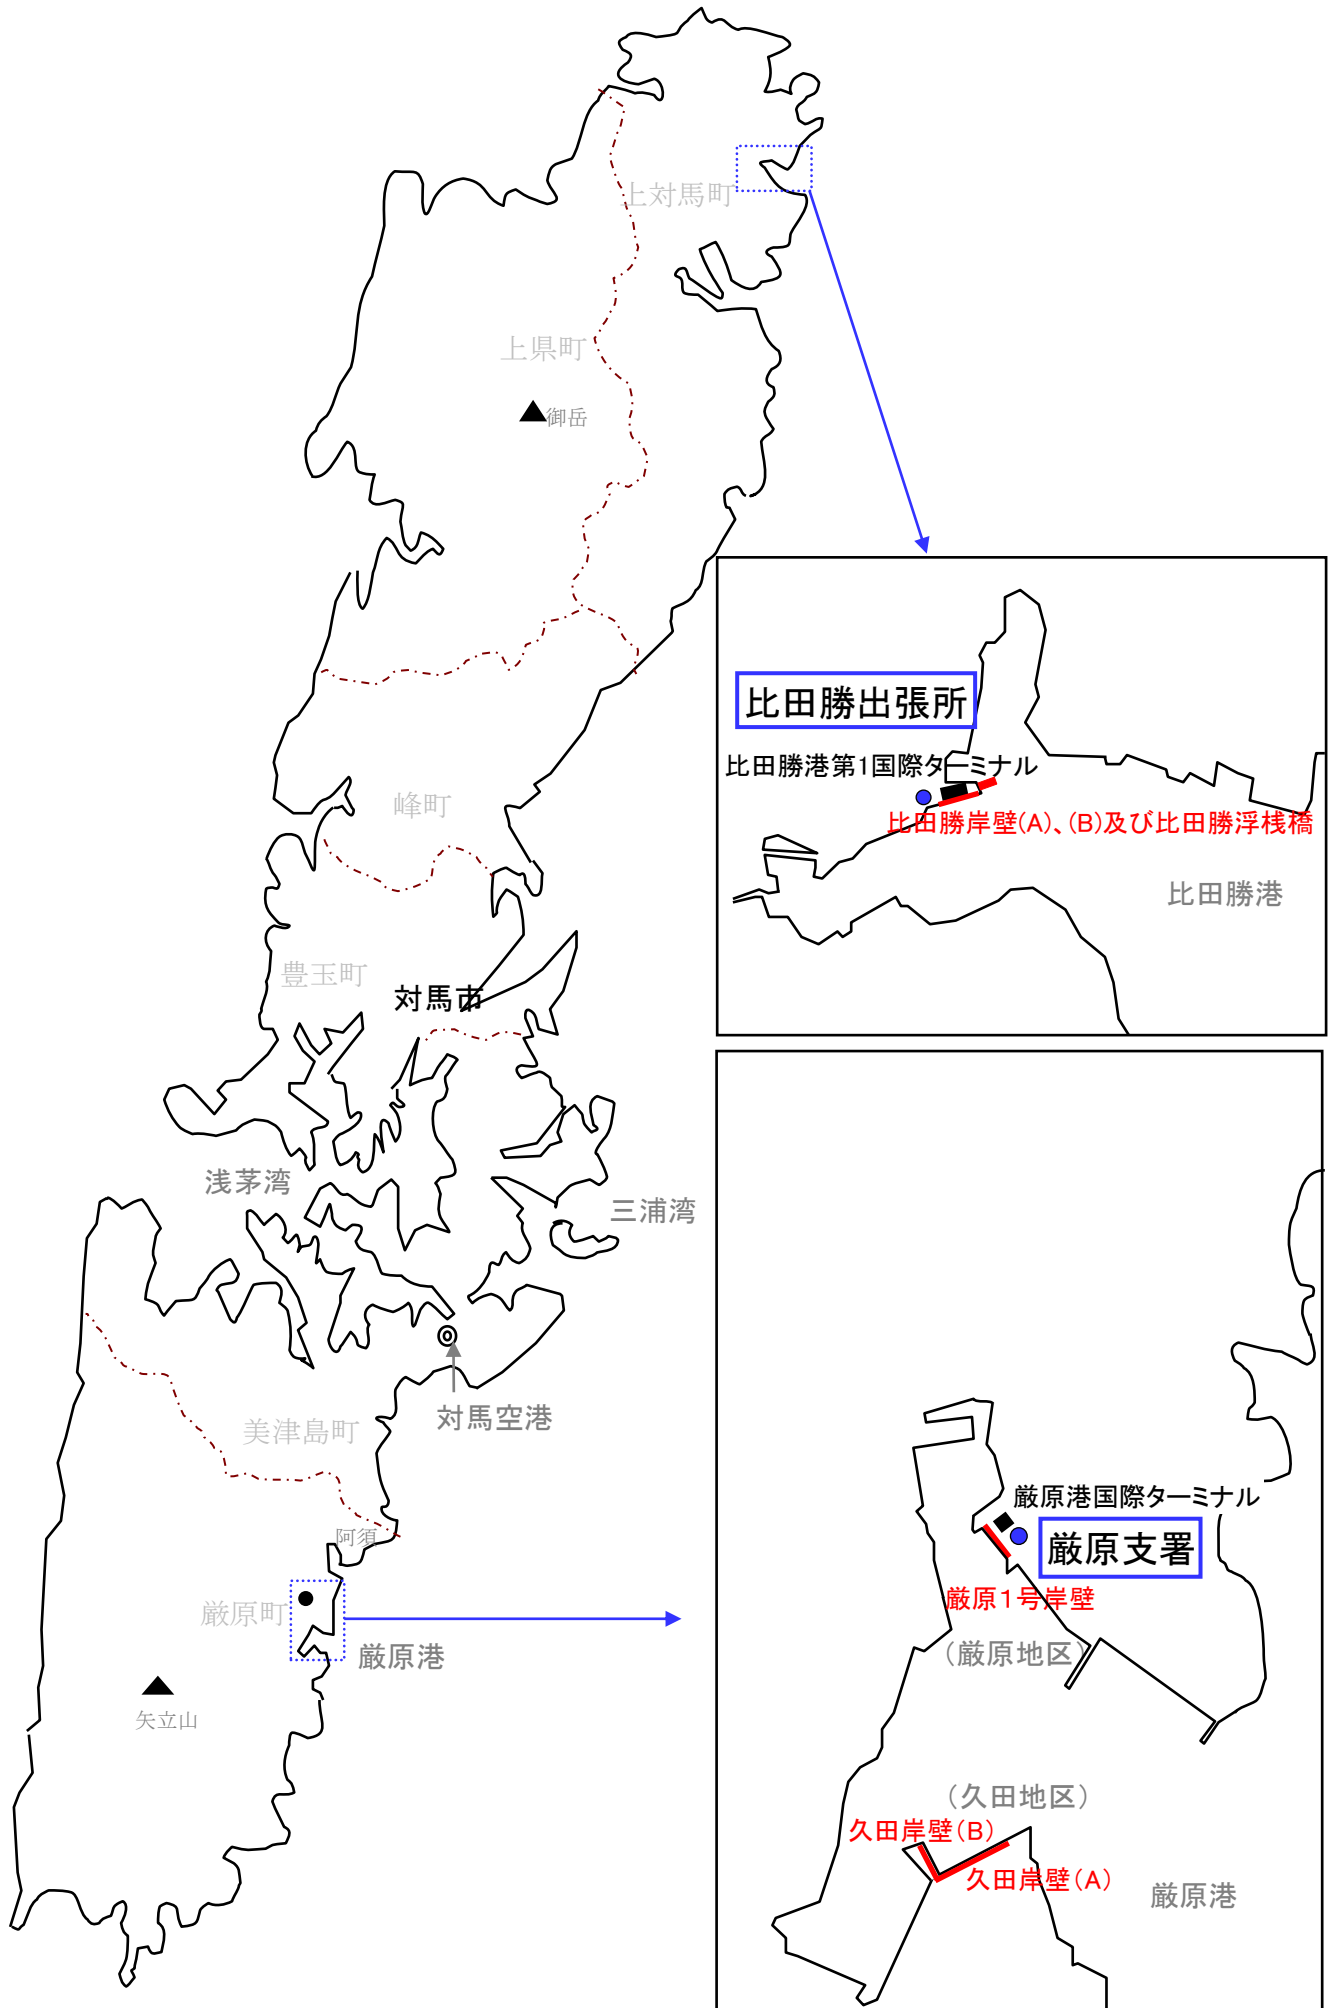 上対馬町
上県町
御岳
比田勝出張所
比田勝港第1国際ターミナル
峰町
比田勝岸壁(A)、(B)及び比田勝浮桟橋
比田勝港
豊玉町
対馬市
浅茅湾
三浦湾
対馬空港
美津島町
厳原港国際ターミナル
阿須
厳原支署
厳原町
厳原1号岸壁
厳原港
（厳原地区）
矢立山
（久田地区）
久田岸壁(B)
久田岸壁(A)
厳原港